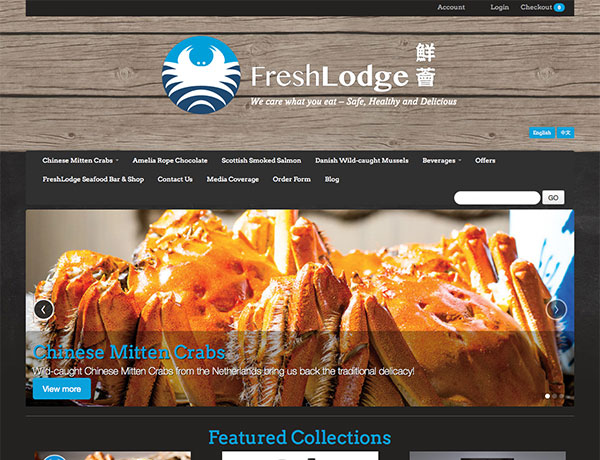 Account Login Checkout 0
FreshLodge 鮮薈
We care what you eat – Safe, Healthy and Delicious
English 中文
Chinese Mitten Crabs Amelia Rope Chocolate Scottish Smoked Salmon Danish Wild-caught Mussels Beverages Offers
FreshLodge Seafood Bar & Shop Contact Us Media Coverage Order Form Blog
GO
Chinese Mitten Crabs
Wild-caught Chinese Mitten Crabs from the Netherlands bring us back the traditional delicacy!
View more
Featured Collections